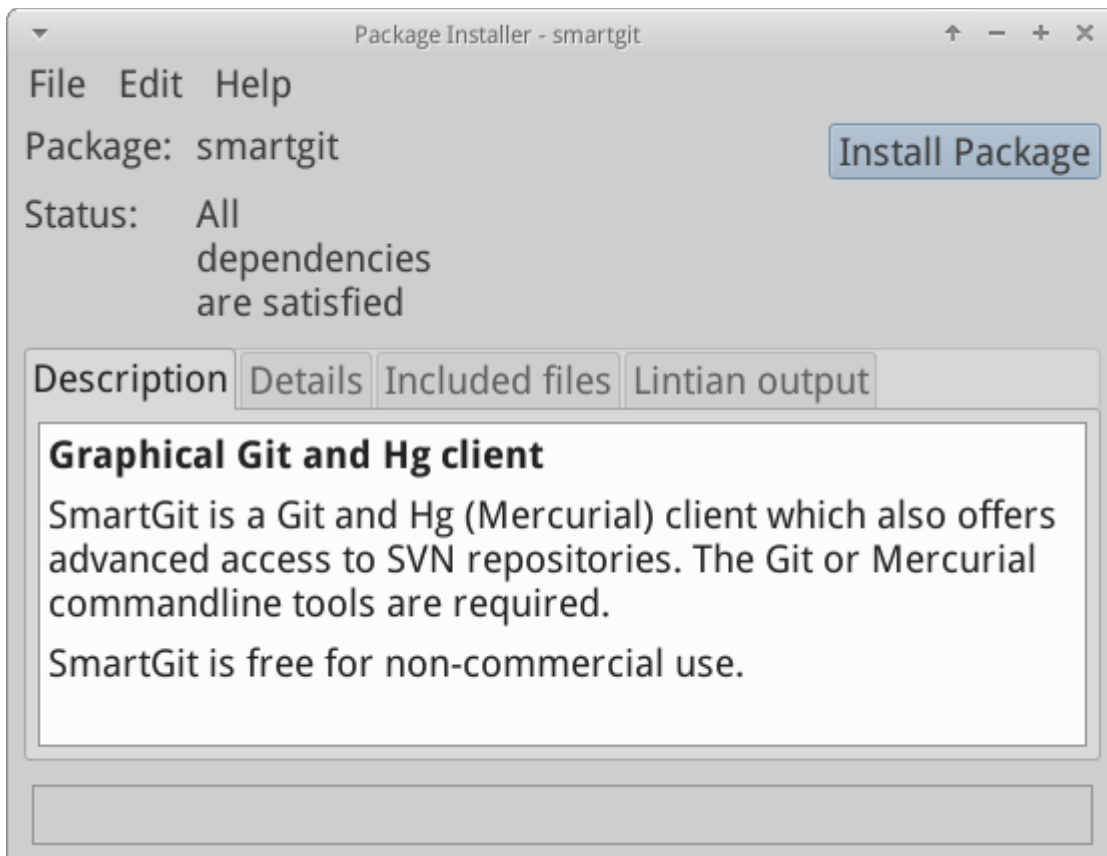 Package Installer - smartgit
File Edit Help
Package: smartgit
Install Package
Status: All
dependencies
are satisfied
Description Details Included files Lintian output
Graphical Git and Hg client
SmartGit is a Git and Hg (Mercurial) client which also offers
advanced access to SVN repositories. The Git or Mercurial
commandline tools are required.
SmartGit is free for non-commercial use.